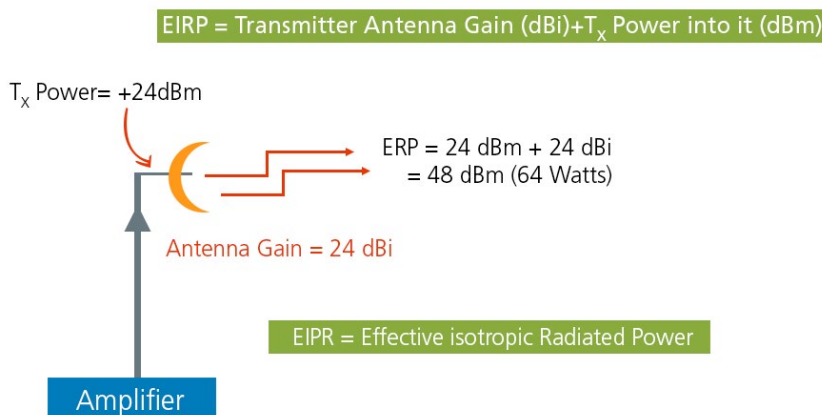 EIRP = Transmitter Antenna Gain (dBi)+Tx Power into it (dBm)
Tx Power= +24dBm
ERP = 24 dBm + 24 dBi
= 48 dBm (64 Watts)
Antenna Gain = 24 dBi
EIPR = Effective isotropic Radiated Power
Amplifier